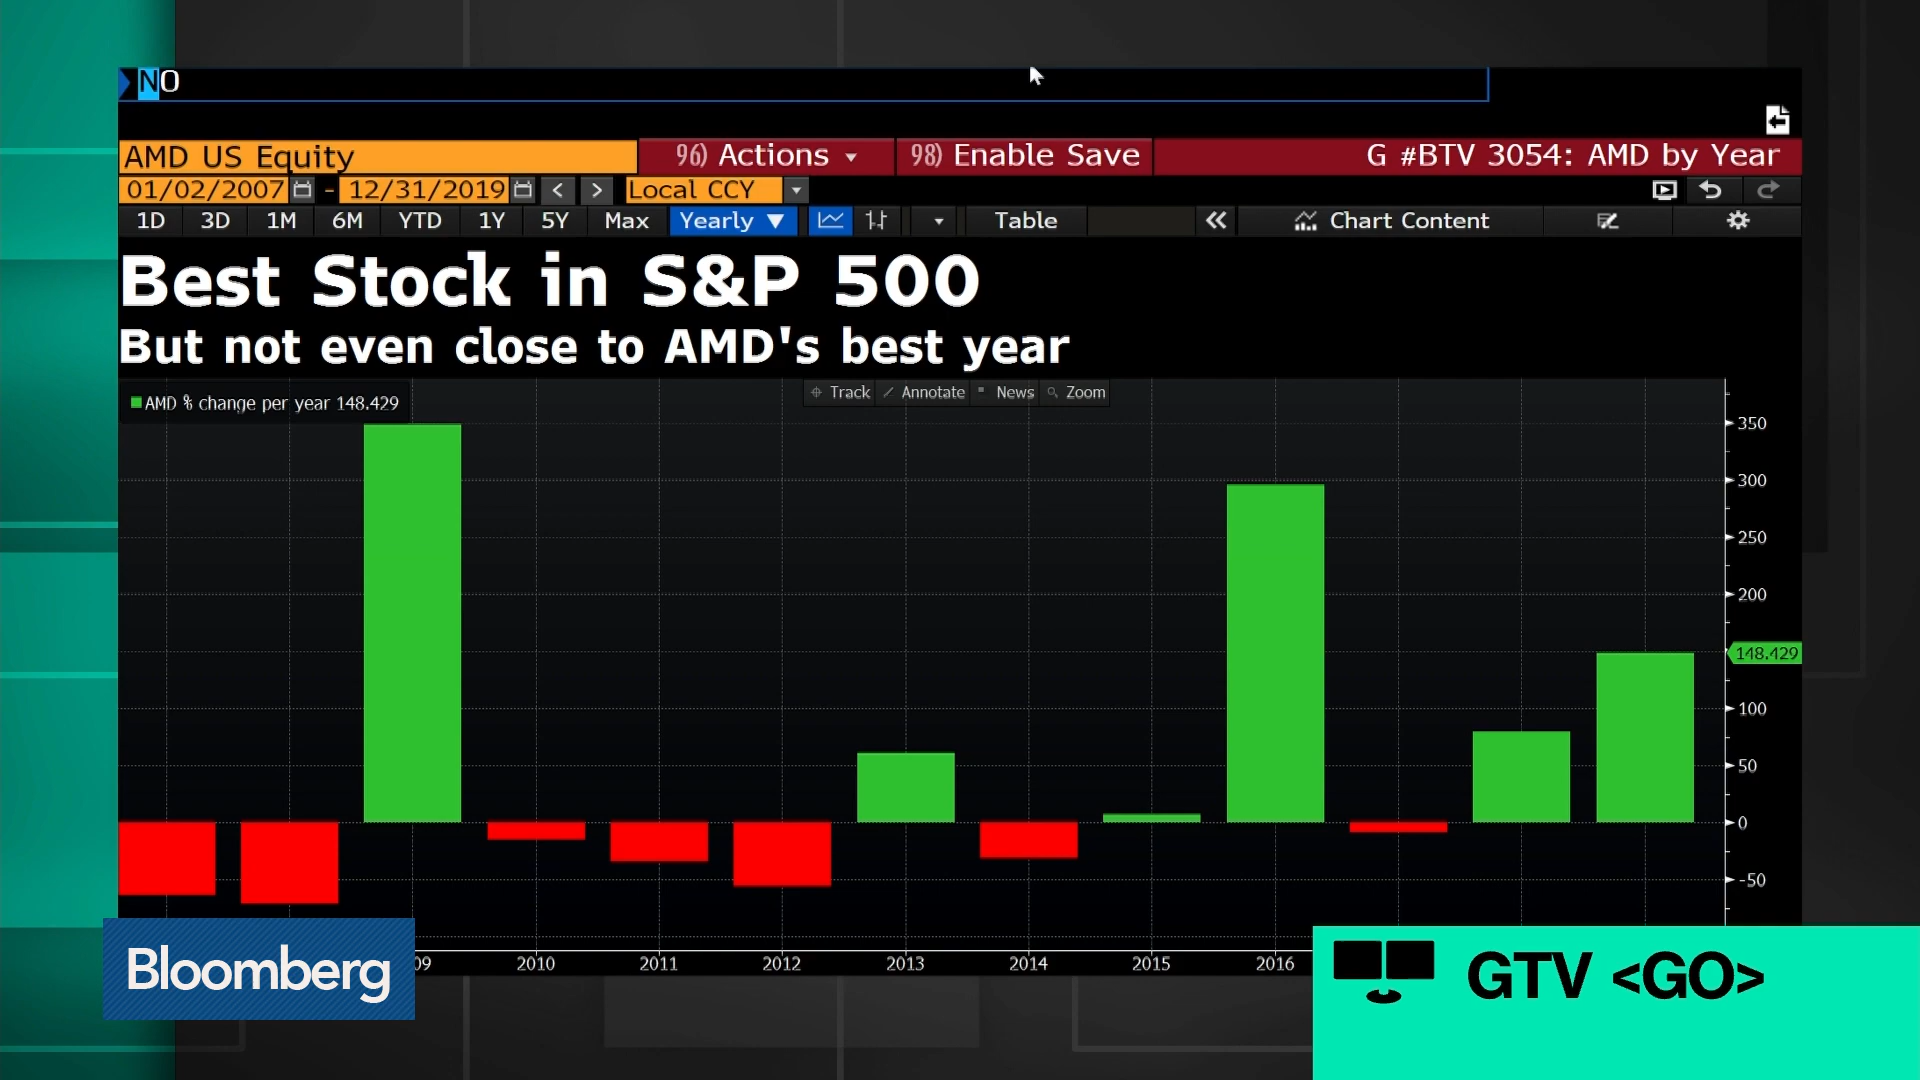 NO
AMD US Equity 96) Actions 98) Enable Save G #BTV 3054: AMD by Year
01/02/2007 - 12/31/2019 < > Local CCY
1D 3D 1M 6M YTD 1Y 5Y Max Yearly ▼ Table « Chart Content
Best Stock in S&P 500
But not even close to AMD's best year
Track Annotate News Zoom
AMD % change per year 148.429
350
300
250
200
148.429
100
50
0
-50
09 2010 2011 2012 2013 2014 2015 2016
Bloomberg
GTV <GO>